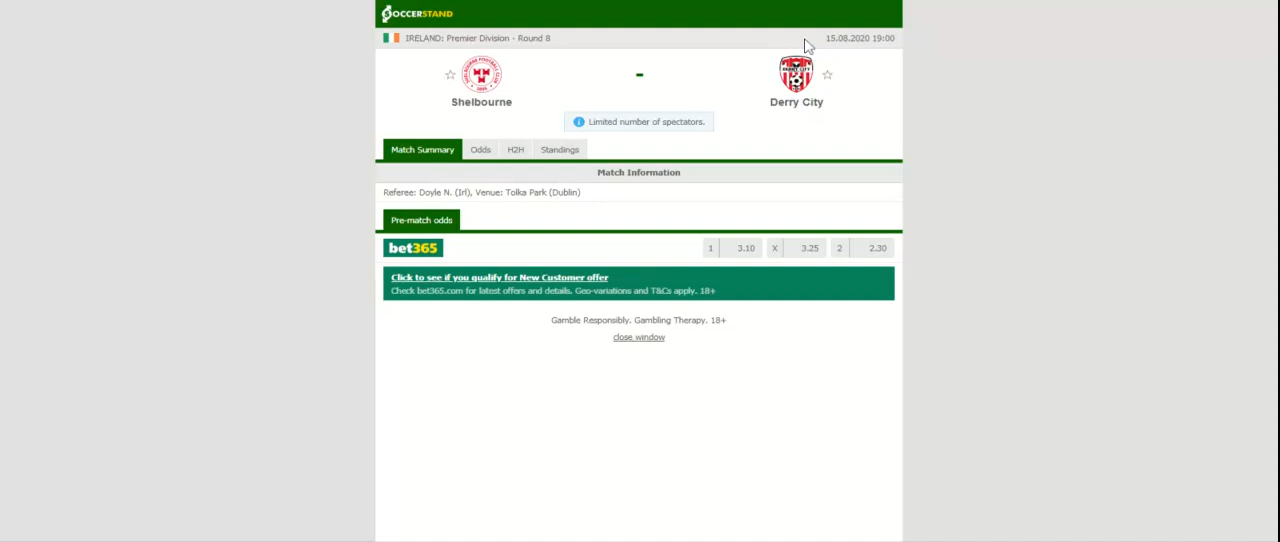 SOCCERSTAND
IRELAND: Premier Division - Round 8
15.08.2020 19:00
-
Shelbourne
Derry City
Limited number of spectators.
Match Summary
Odds
H2H
Standings
Match Information
Referee: Doyle N. (Irl), Venue: Tolka Park (Dublin)
Pre-match odds
bet365
1 3.10 X 3.25 2 2.30
Click to see if you qualify for New Customer offer
Check bet365.com for latest offers and details. Geo-variations and T&Cs apply. 18+
Gamble Responsibly. Gambling Therapy. 18+
close window